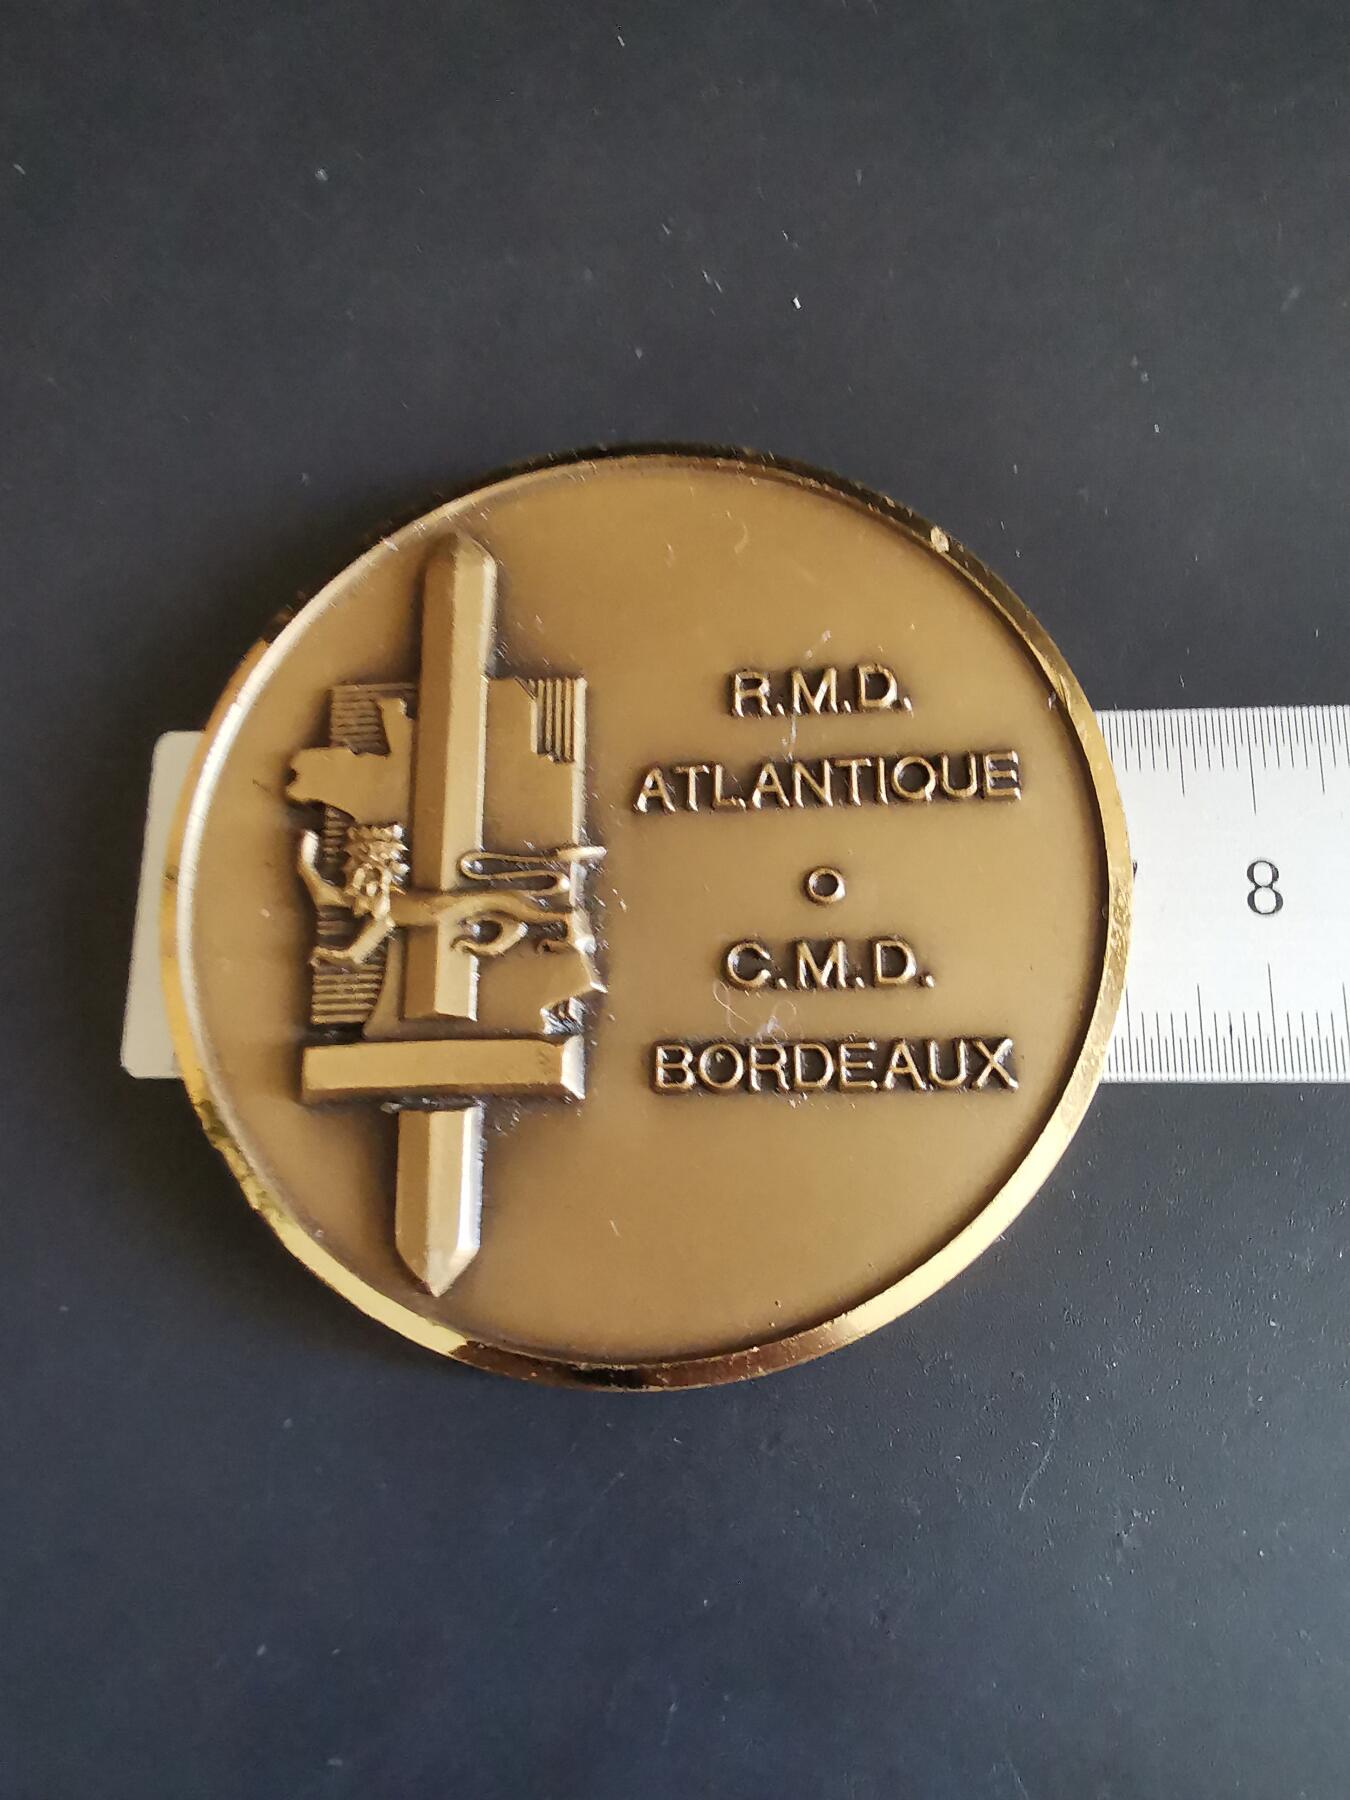 R.M.D.
ATLANTIQUE
C.M.D.
BORDEAUX
8